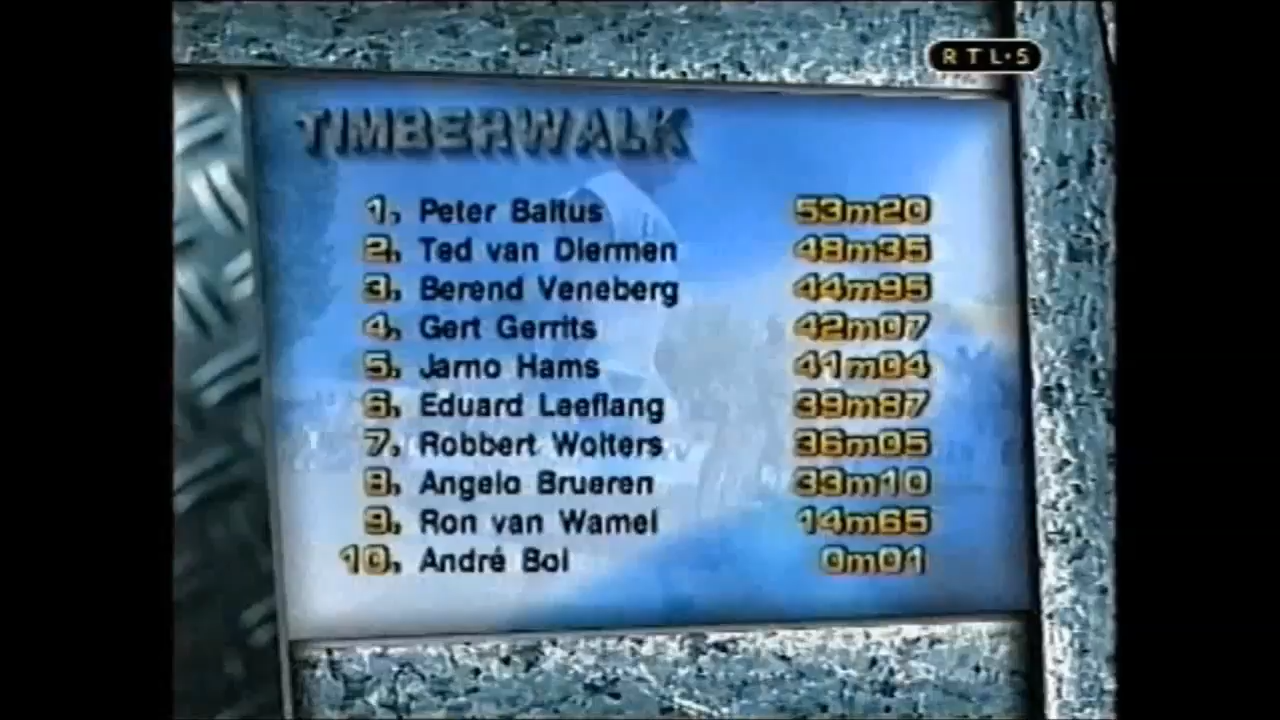 RTL·5
TIMBERWALK
1. Peter Baltus 53m20
2. Ted van Diermen 48m35
3. Berend Veneberg 44m95
4. Gert Gerrits 42m07
5. Jarno Hams 41m04
6. Eduard Leeflang 39m87
7. Robbert Wolters 36m05
8. Angelo Brueren 33m10
9. Ron van Wamel 14m65
10. André Bol 0m01